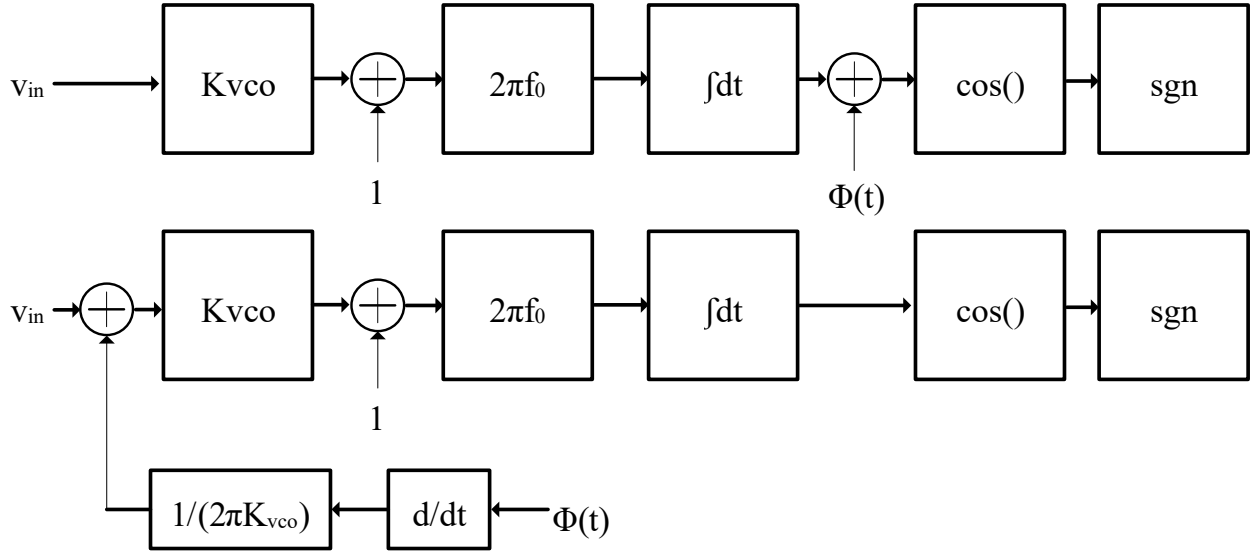 vin Kvco 2πf0 ∫dt cos() sgn
1 Φ(t)
vin Kvco 2πf0 ∫dt cos() sgn
1
1/(2πKvco) d/dt Φ(t)